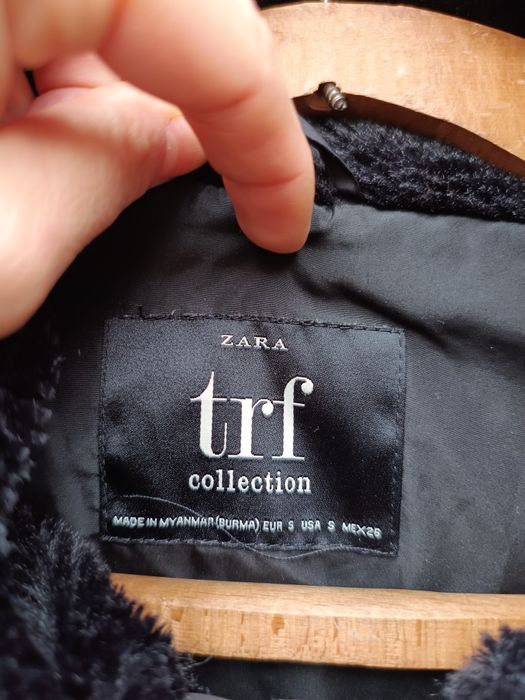 ZARA
trf
collection
MADE IN MYANMAR(BURMA) EUR S USA S MEX26